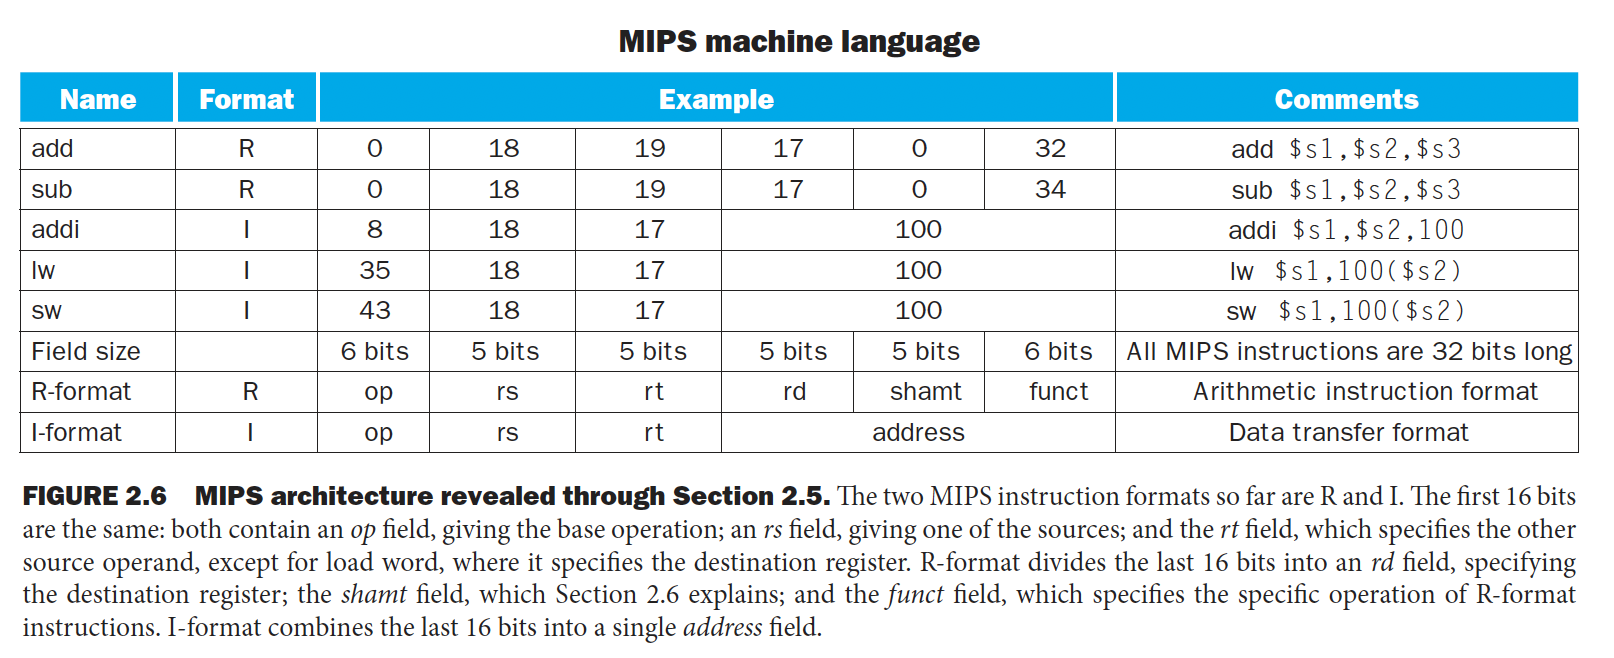 MIPS machine language
Name Format Example Comments
add R 0 18 19 17 0 32 add $s1,$s2,$s3
sub R 0 18 19 17 0 34 sub $s1,$s2,$s3
addi I 8 18 17 100 addi $s1,$s2,100
lw I 35 18 17 100 lw $s1,100($s2)
sw I 43 18 17 100 sw $s1,100($s2)
Field size 6 bits 5 bits 5 bits 5 bits 5 bits 6 bits All MIPS instructions are 32 bits long
R-format R op rs rt rd shamt funct Arithmetic instruction format
I-format I op rs rt address Data transfer format
FIGURE 2.6 MIPS architecture revealed through Section 2.5. The two MIPS instruction formats so far are R and I. The first 16 bits
are the same: both contain an op field, giving the base operation; an rs field, giving one of the sources; and the rt field, which specifies the other
source operand, except for load word, where it specifies the destination register. R-format divides the last 16 bits into an rd field, specifying
the destination register; the shamt field, which Section 2.6 explains; and the funct field, which specifies the specific operation of R-format
instructions. I-format combines the last 16 bits into a single address field.